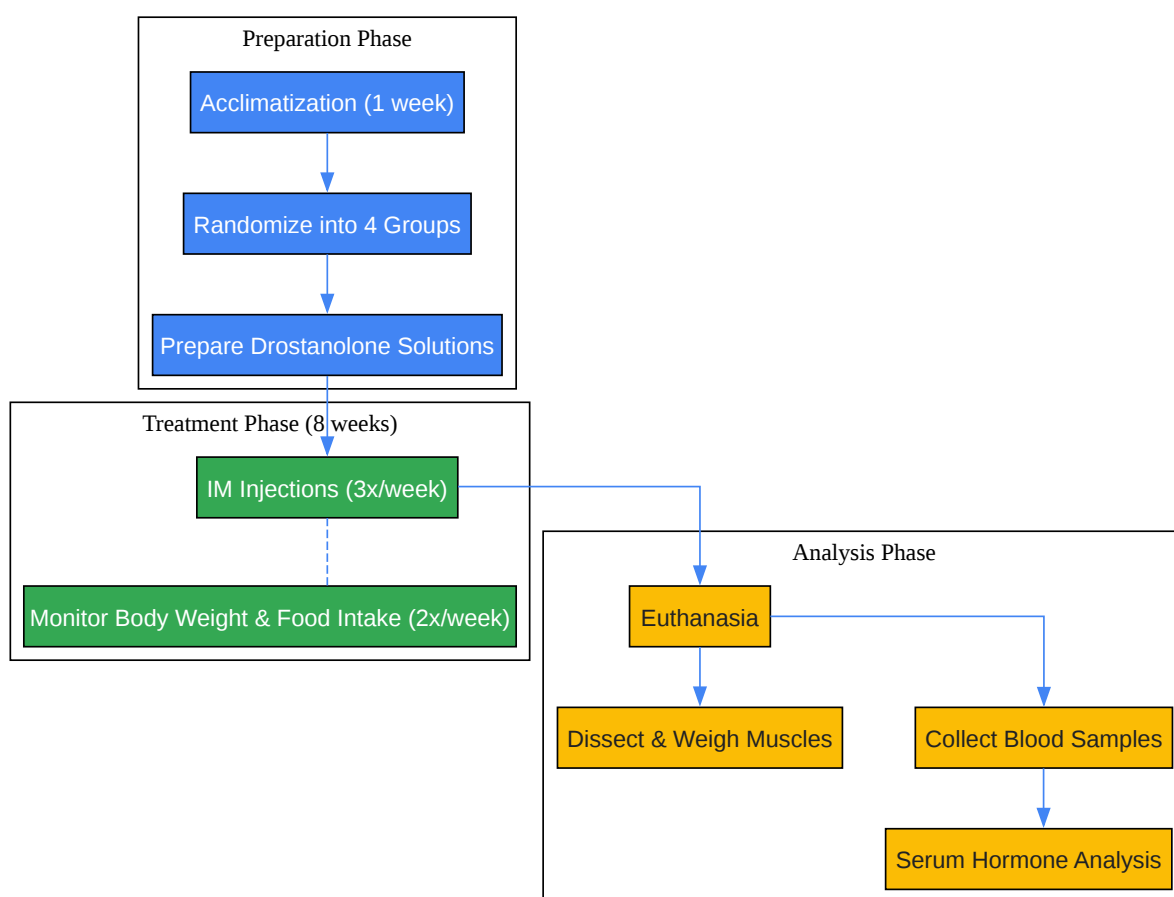 Preparation Phase
Acclimatization (1 week)
Randomize into 4 Groups
Prepare Drostanolone Solutions
Treatment Phase (8 weeks)
IM Injections (3x/week)
Monitor Body Weight & Food Intake (2x/week)
Analysis Phase
Euthanasia
Dissect & Weigh Muscles
Collect Blood Samples
Serum Hormone Analysis